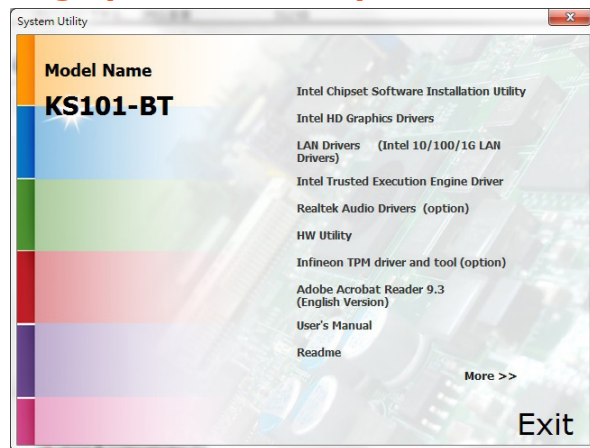 System Utility
Model Name
KS101-BT
Intel Chipset Software Installation Utility
Intel HD Graphics Drivers
LAN Drivers (Intel 10/100/1G LAN
Drivers)
Intel Trusted Execution Engine Driver
Realtek Audio Drivers (option)
HW Utility
Infineon TPM driver and tool (option)
Adobe Acrobat Reader 9.3
(English Version)
User's Manual
Readme
More >>
Exit